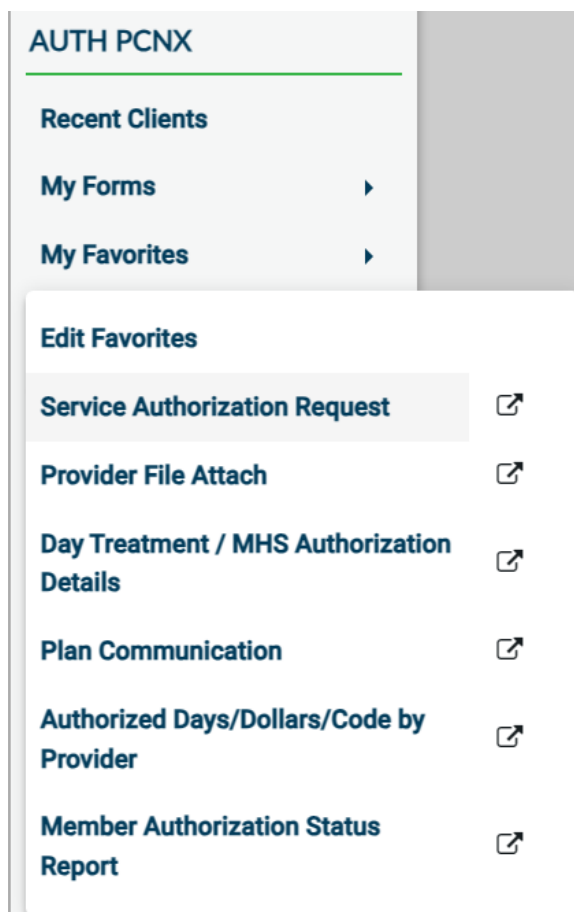 AUTH PCNX
Recent Clients
My Forms
My Favorites
Edit Favorites
Service Authorization Request
Provider File Attach
Day Treatment / MHS Authorization
Details
Plan Communication
Authorized Days/Dollars/Code by
Provider
Member Authorization Status
Report